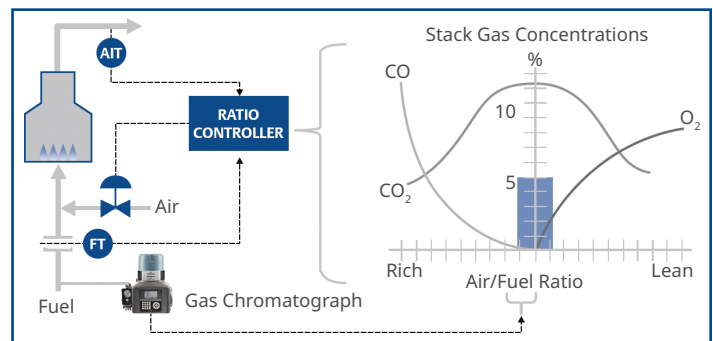 AIT
RATIO
CONTROLLER
Air
FT
Fuel
Gas Chromatograph
Stack Gas Concentrations
%
CO
10
O₂
5
CO₂
Rich
Lean
Air/Fuel Ratio